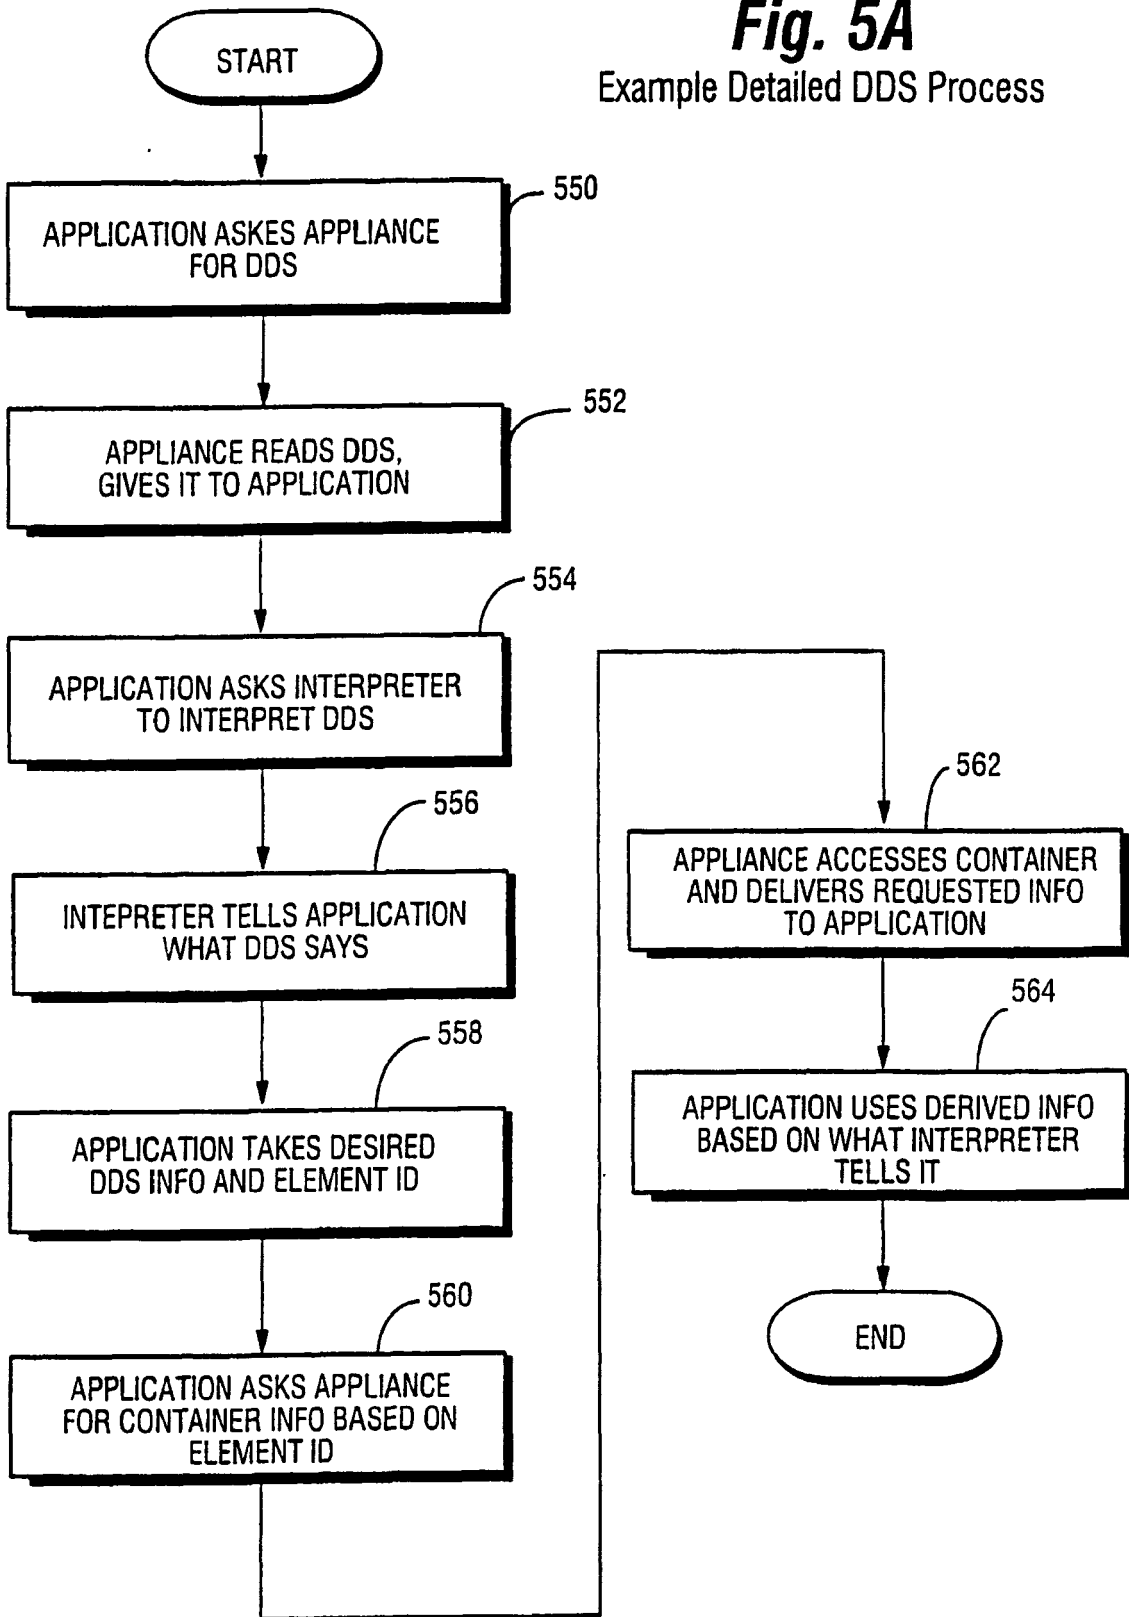 Fig. 5A
Example Detailed DDS Process
START
550
APPLICATION ASKES APPLIANCE
FOR DDS
552
APPLIANCE READS DDS,
GIVES IT TO APPLICATION
554
APPLICATION ASKS INTERPRETER
TO INTERPRET DDS
556
INTEPRETER TELLS APPLICATION
WHAT DDS SAYS
558
APPLICATION TAKES DESIRED
DDS INFO AND ELEMENT ID
560
APPLICATION ASKS APPLIANCE
FOR CONTAINER INFO BASED ON
ELEMENT ID
562
APPLIANCE ACCESSES CONTAINER
AND DELIVERS REQUESTED INFO
TO APPLICATION
564
APPLICATION USES DERIVED INFO
BASED ON WHAT INTERPRETER
TELLS IT
END